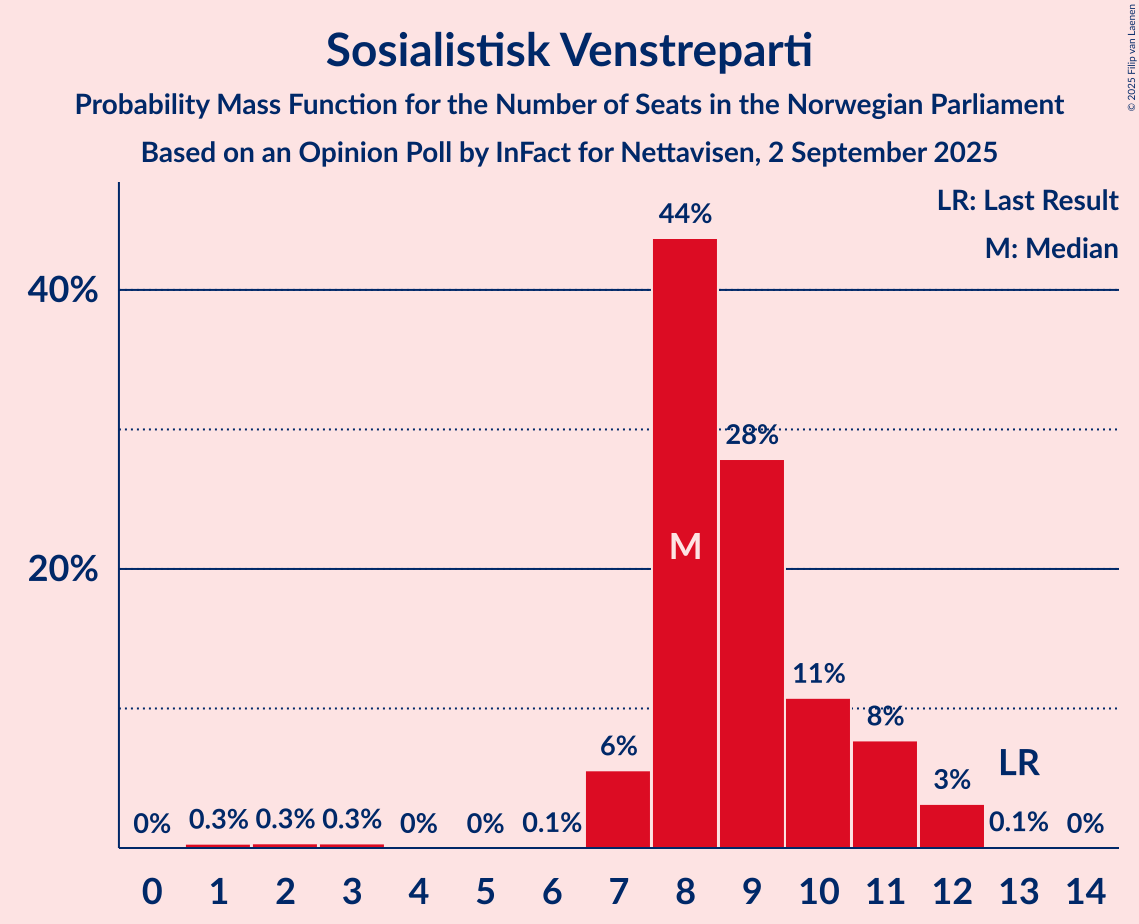 Sosialistisk Venstreparti
Probability Mass Function for the Number of Seats in the Norwegian Parliament
Based on an Opinion Poll by InFact for Nettavisen, 2 September 2025
© 2025 Filip van Laenen
LR: Last Result
M: Median
40%
20%
0% 0.3% 0.3% 0.3% 0% 0% 0.1% 6% 44% 28% 11% 8% 3% 0.1% 0%
M
LR
0 1 2 3 4 5 6 7 8 9 10 11 12 13 14